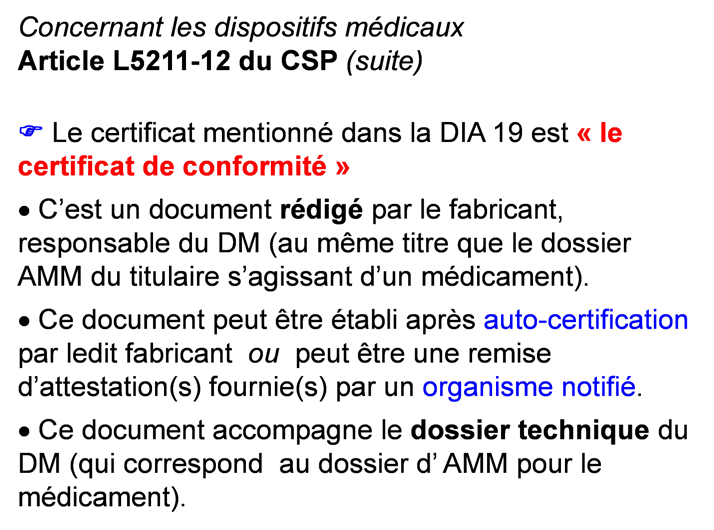 Concernant les dispositifs médicaux
Article L5211-12 du CSP (suite)
☞ Le certificat mentionné dans la DIA 19 est « le
certificat de conformité »
• C’est un document rédigé par le fabricant,
responsable du DM (au même titre que le dossier
AMM du titulaire s’agissant d’un médicament).
• Ce document peut être établi après auto-certification
par ledit fabricant ou peut être une remise
d’attestation(s) fournie(s) par un organisme notifié.
• Ce document accompagne le dossier technique du
DM (qui correspond au dossier d’ AMM pour le
médicament).